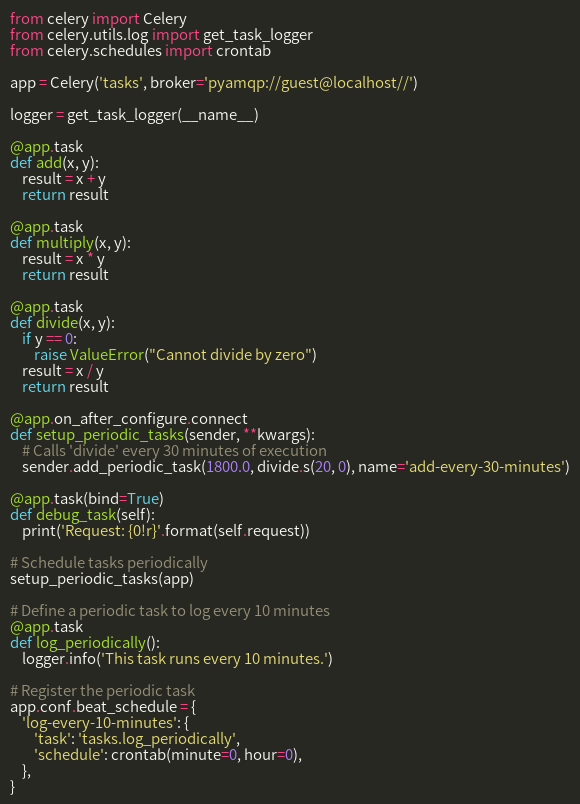 from celery import Celery
from celery.utils.log import get_task_logger
from celery.schedules import crontab

app = Celery('tasks', broker='pyamqp://guest@localhost//')

logger = get_task_logger(__name__)

@app.task
def add(x, y):
    result = x + y
    return result

@app.task
def multiply(x, y):
    result = x * y
    return result

@app.task
def divide(x, y):
    if y == 0:
        raise ValueError("Cannot divide by zero")
    result = x / y
    return result

@app.on_after_configure.connect
def setup_periodic_tasks(sender, **kwargs):
    # Calls 'divide' every 30 minutes of execution
    sender.add_periodic_task(1800.0, divide.s(20, 0), name='add-every-30-minutes')

@app.task(bind=True)
def debug_task(self):
    print('Request: {0!r}'.format(self.request))

# Schedule tasks periodically
setup_periodic_tasks(app)

# Define a periodic task to log every 10 minutes
@app.task
def log_periodically():
    logger.info('This task runs every 10 minutes.')

# Register the periodic task
app.conf.beat_schedule = {
    'log-every-10-minutes': {
        'task': 'tasks.log_periodically',
        'schedule': crontab(minute=0, hour=0),
    },
}